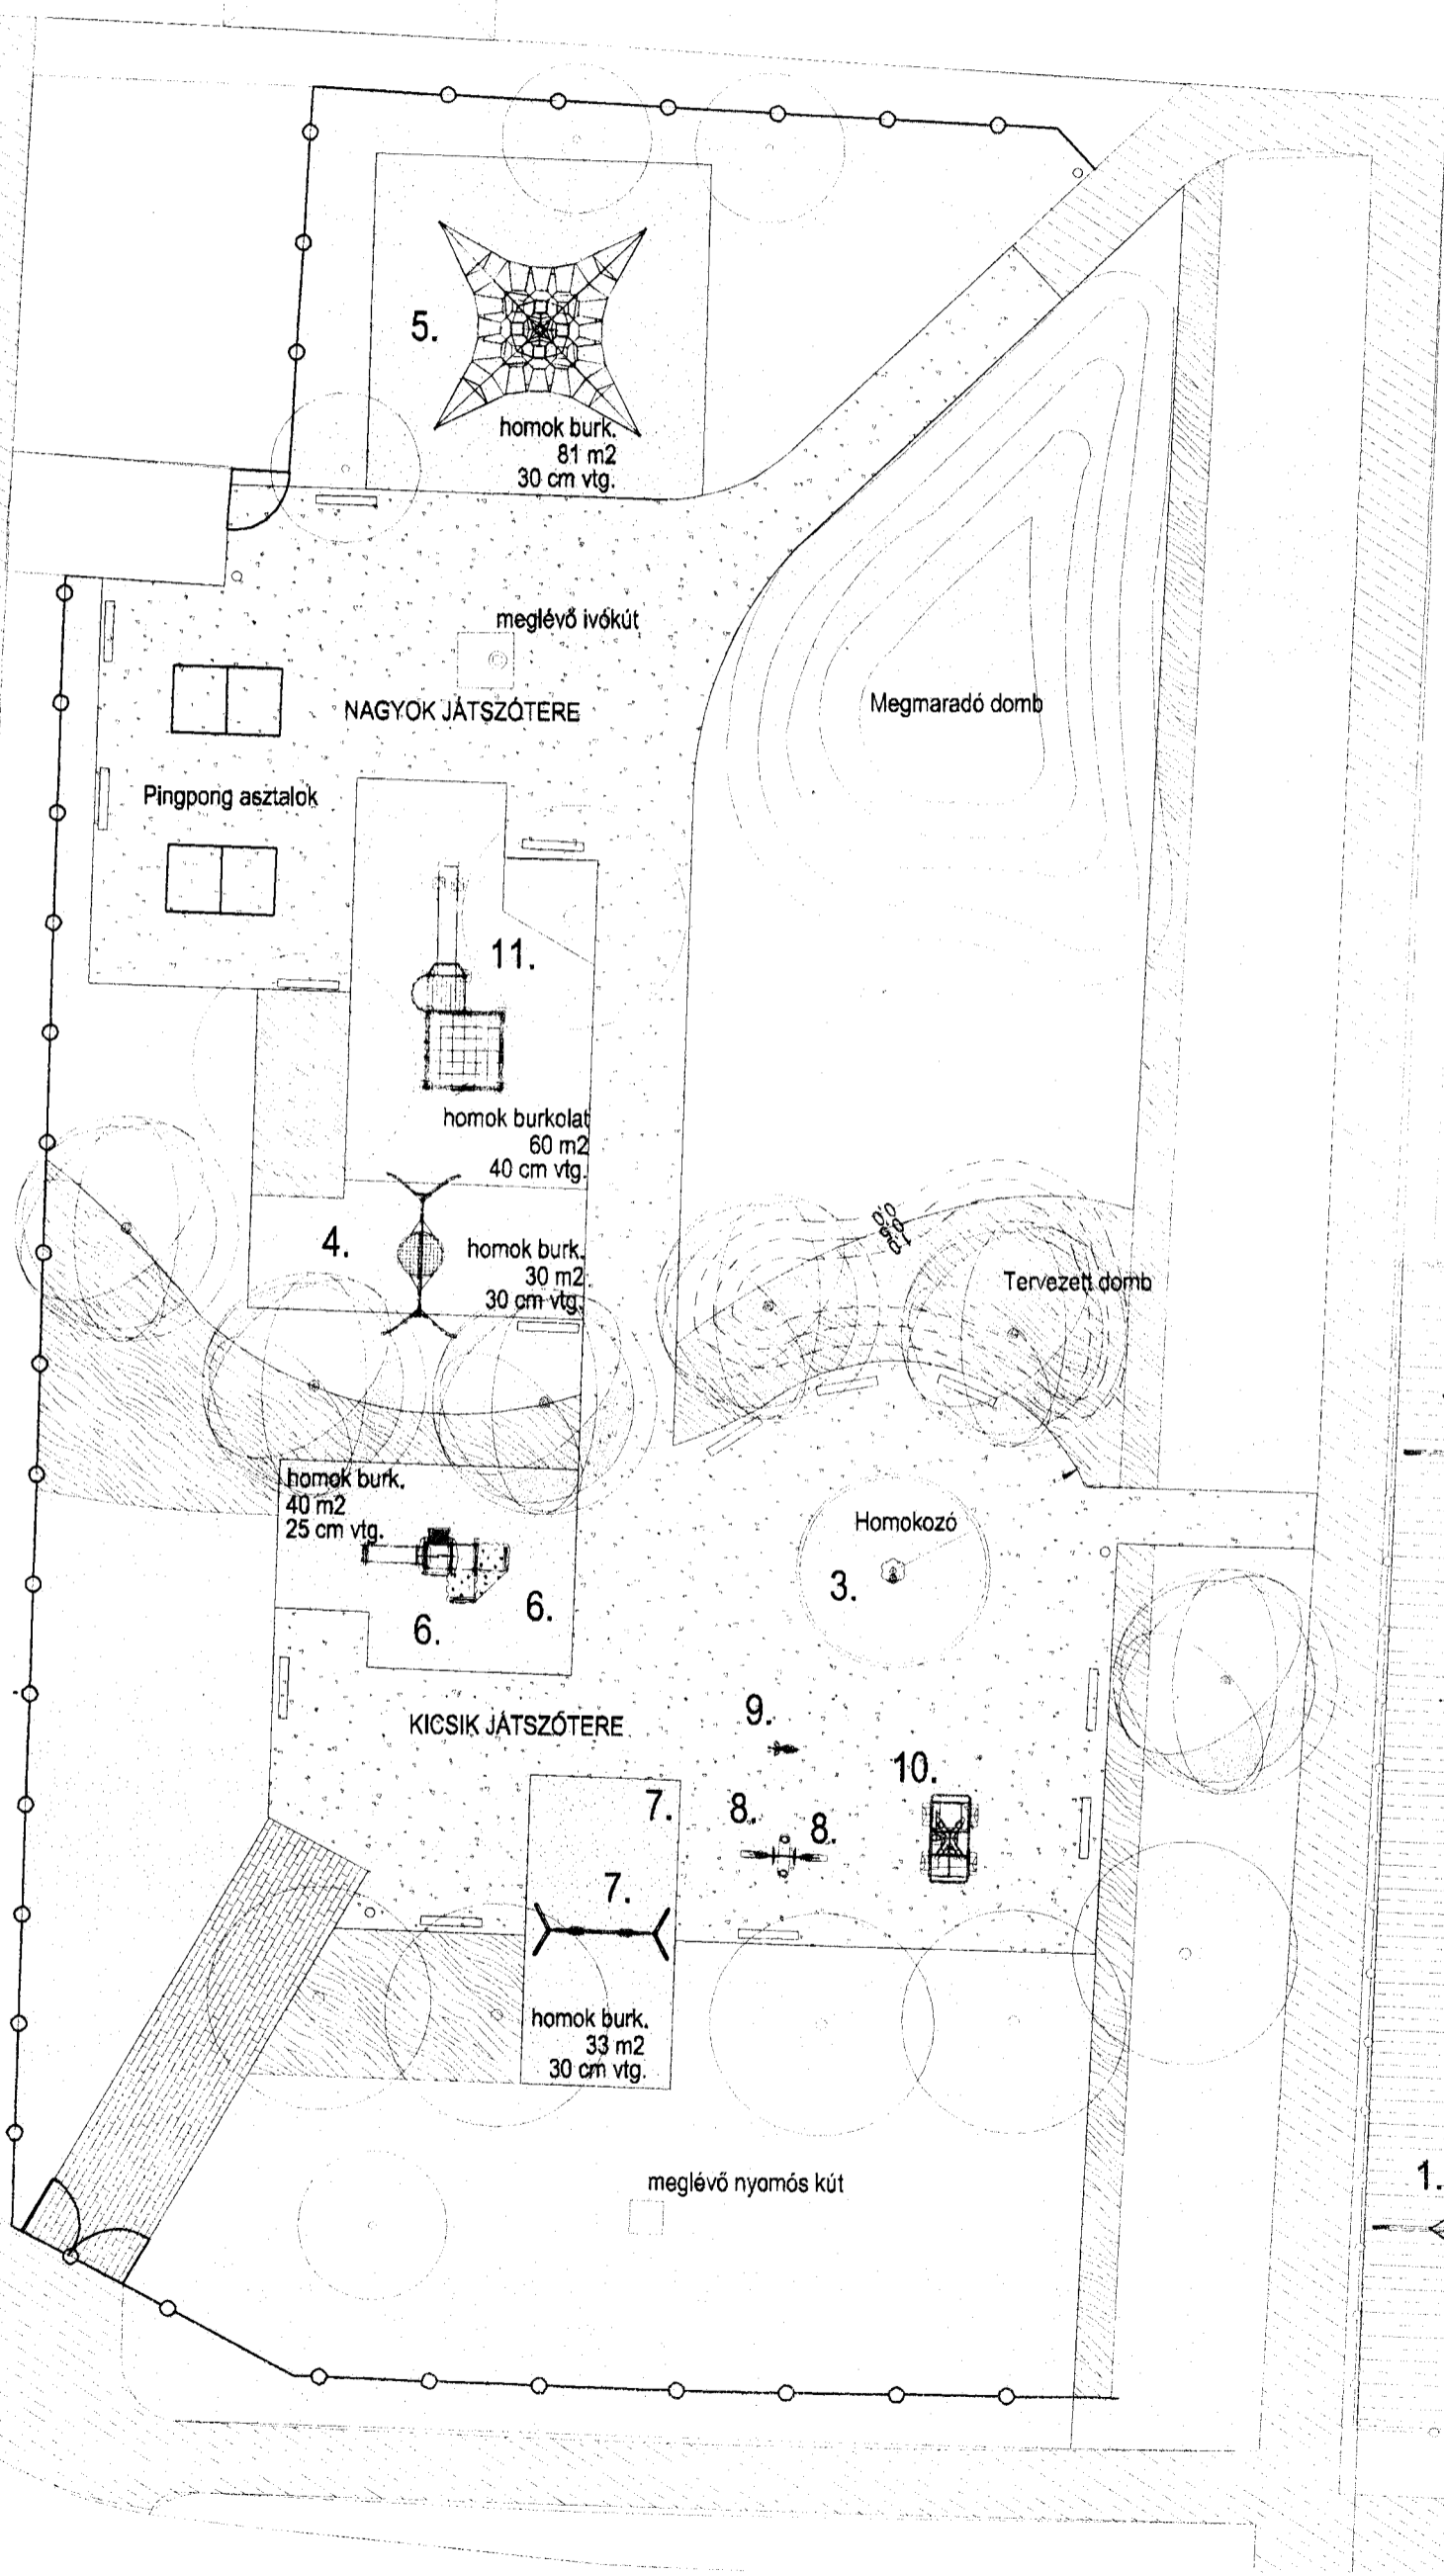 5.
homok burk.
81 m2
30 cm vtg.
meglévő ivókút
NAGYOK JÁTSZÓTERE
Megmaradó domb
Pingpong asztalok
11.
homok burkolat
60 m2
40 cm vtg.
4.
homok burk.
30 m2
30 cm vtg.
Tervezett domb
homok burk.
40 m2
25 cm vtg.
Homokozó
3.
6.
6.
9.
KICSIK JÁTSZÓTERE
10.
7.
8.
8.
7.
homok burk.
33 m2
30 cm vtg.
meglévő nyomós kút
1.